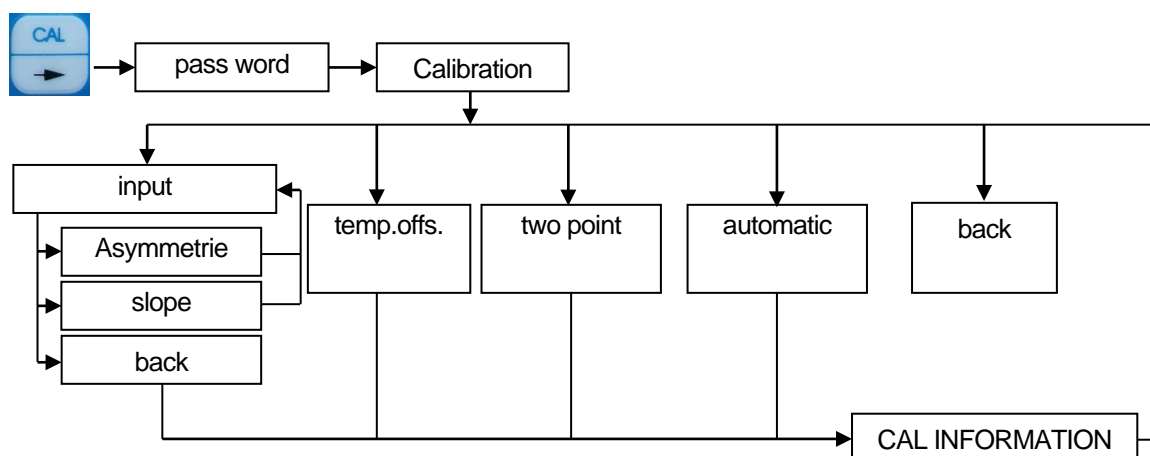 CAL
pass word
Calibration
input
temp.offs.
two point
automatic
back
Asymmetrie
slope
back
CAL INFORMATION